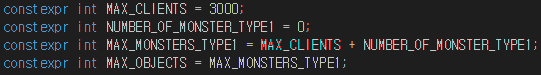 constexpr int MAX_CLIENTS = 3000;
constexpr int NUMBER_OF_MONSTER_TYPE1 = 0;
constexpr int MAX_MONSTERS_TYPE1 = MAX_CLIENTS + NUMBER_OF_MONSTER_TYPE1;
constexpr int MAX_OBJECTS = MAX_MONSTERS_TYPE1;